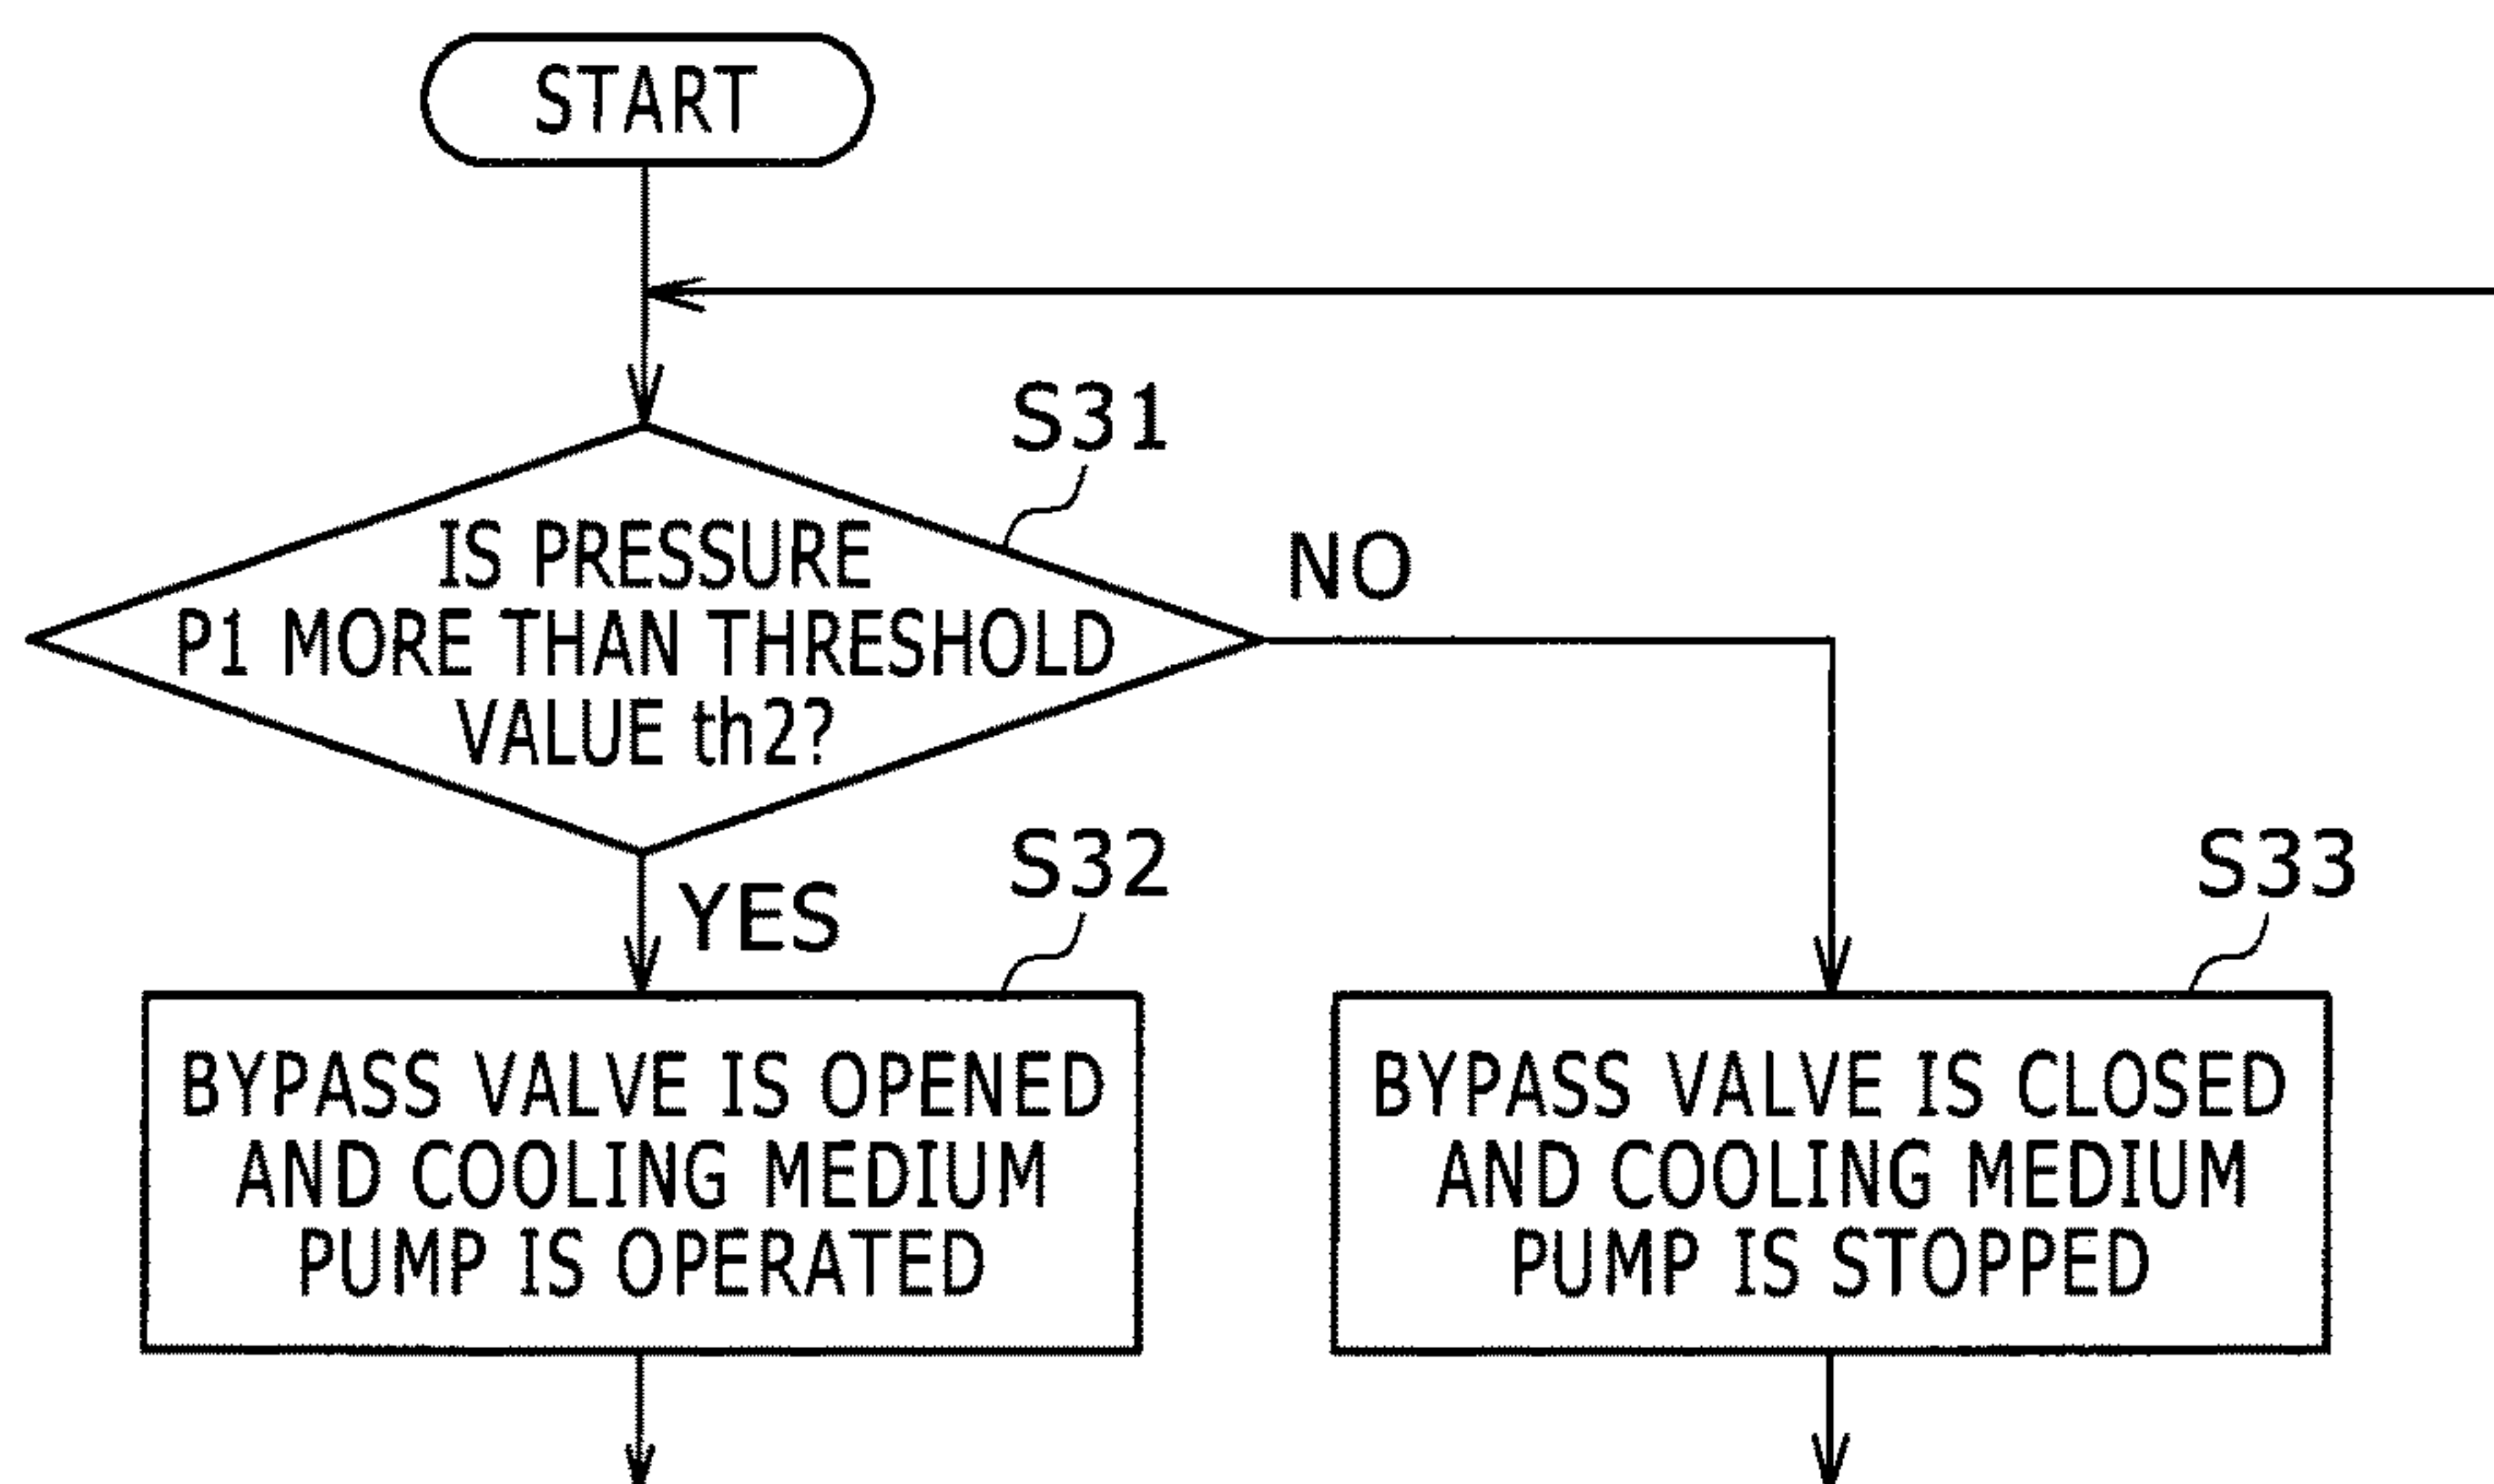 START
S31
IS PRESSURE
P1 MORE THAN THRESHOLD
VALUE th2?
NO
YES
S32
BYPASS VALVE IS OPENED
AND COOLING MEDIUM
PUMP IS OPERATED
S33
BYPASS VALVE IS CLOSED
AND COOLING MEDIUM
PUMP IS STOPPED